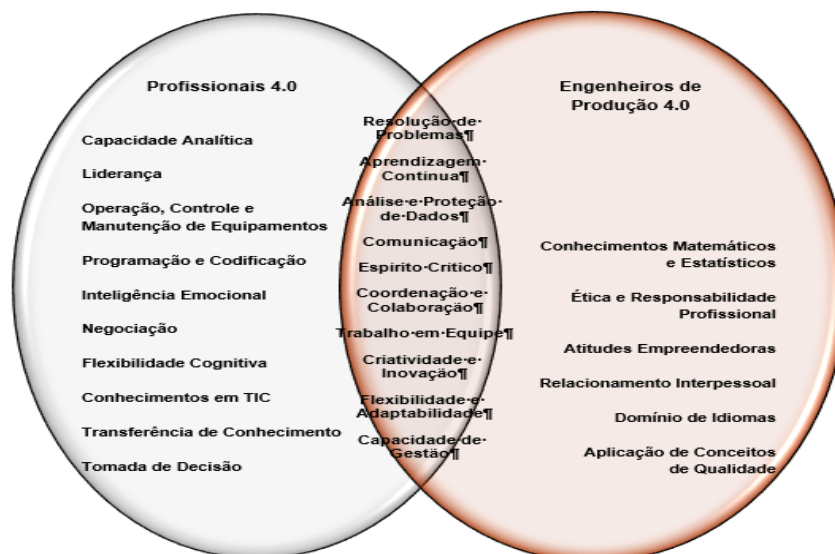 Profissionais 4.0
Capacidade Analítica
Liderança
Operação, Controle e
Manutenção de Equipamentos
Programação e Codificação
Inteligência Emocional
Negociação
Flexibilidade Cognitiva
Conhecimentos em TIC
Transferência de Conhecimento
Tomada de Decisão
Resolução·de·
Problemas¶
Aprendizagem·
Contínua¶
Análise·e·Proteção·
de·Dados¶
Comunicação¶
Espírito·Crítico¶
Coordenação·e·
Colaboração¶
Trabalho·em·Equipe¶
Criatividade·e·
Inovação¶
Flexibilidade·e·
Adaptabilidade¶
Capacidade·de·
Gestão¶
Engenheiros de
Produção 4.0
Conhecimentos Matemáticos
e Estatísticos
Ética e Responsabilidade
Profissional
Atitudes Empreendedoras
Relacionamento Interpessoal
Domínio de Idiomas
Aplicação de Conceitos
de Qualidade